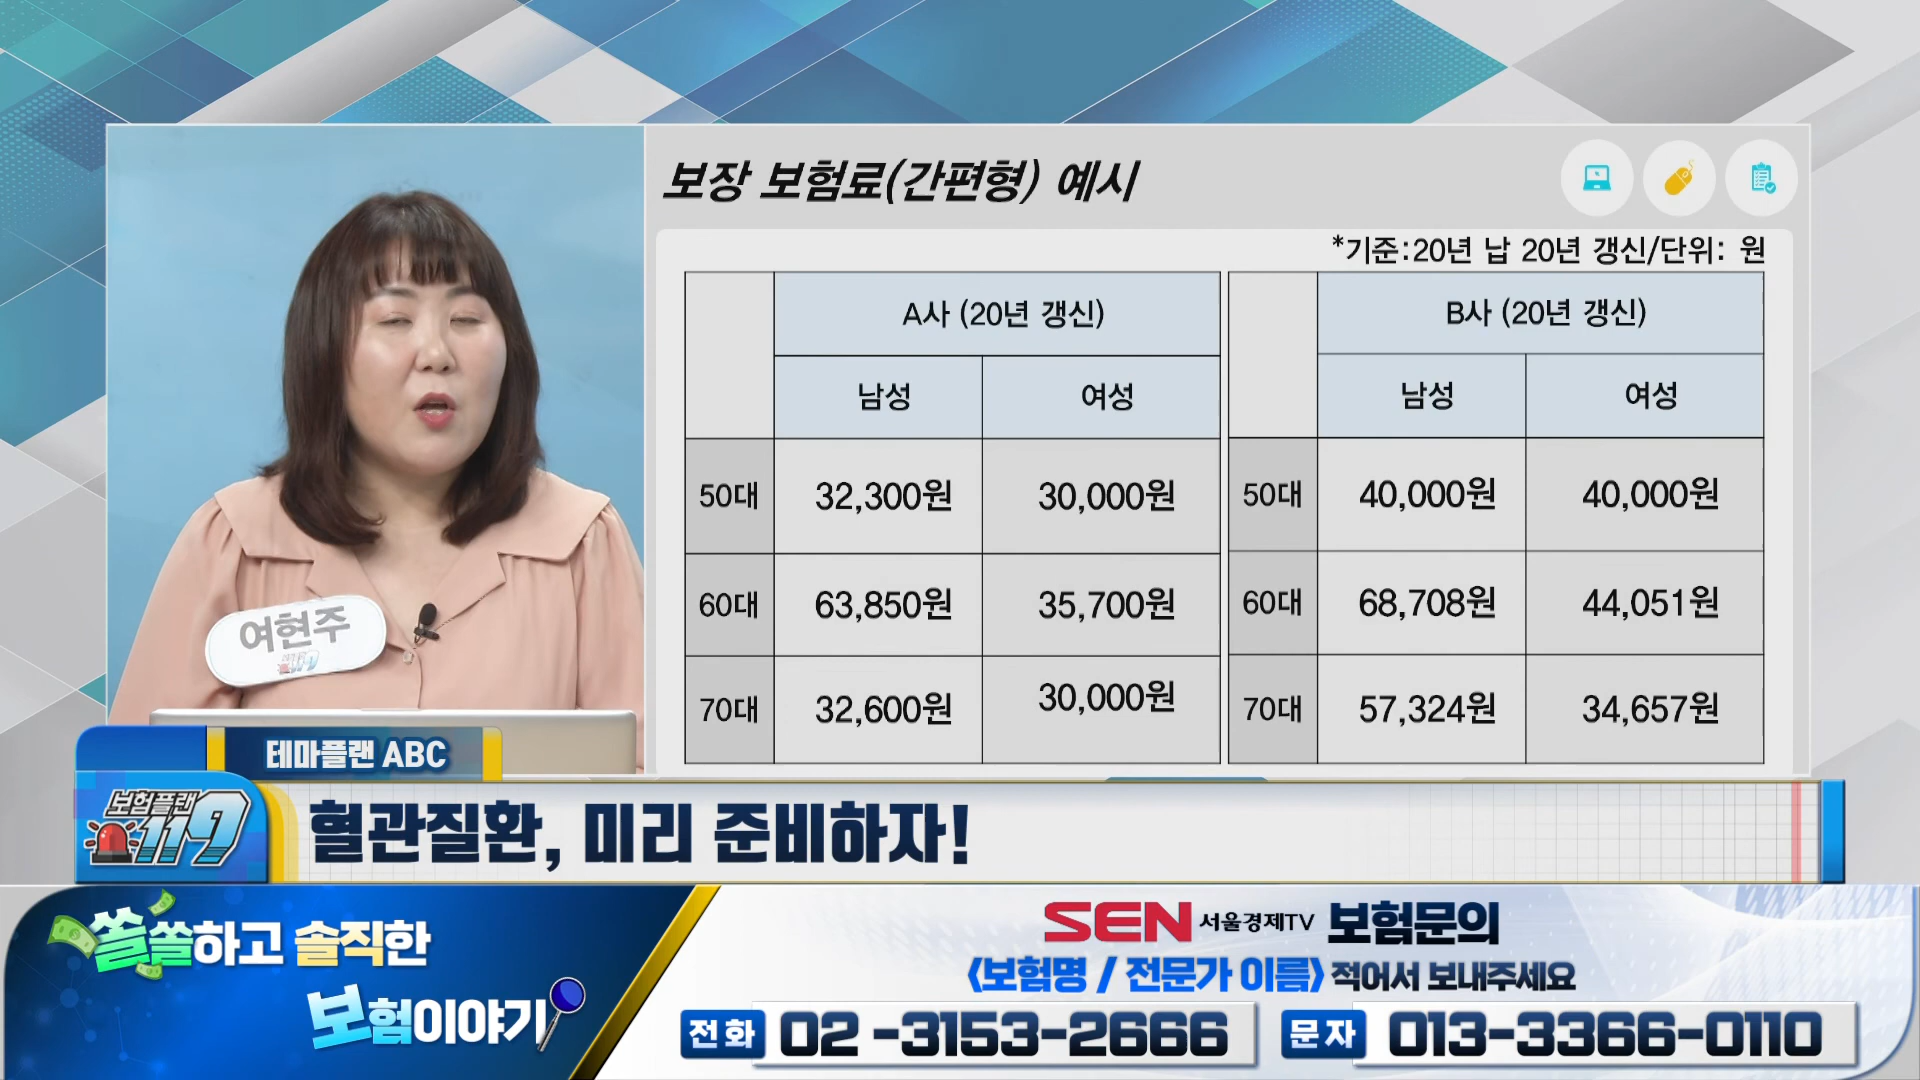 보장 보험료(간편형) 예시
*기준:20년 납 20년 갱신/단위: 원
A사 (20년 갱신)
남성 여성
50대 32,300원 30,000원
60대 63,850원 35,700원
70대 32,600원 30,000원
B사 (20년 갱신)
남성 여성
50대 40,000원 40,000원
60대 68,708원 44,051원
70대 57,324원 34,657원
여현주
테마플랜 ABC
보험플랜
119
혈관질환, 미리 준비하자!
쏠쏠하고 솔직한
보험이야기
SEN 서울경제TV 보험문의
<보험명 / 전문가 이름> 적어서 보내주세요
전화 02-3153-2666
문자 013-3366-0110